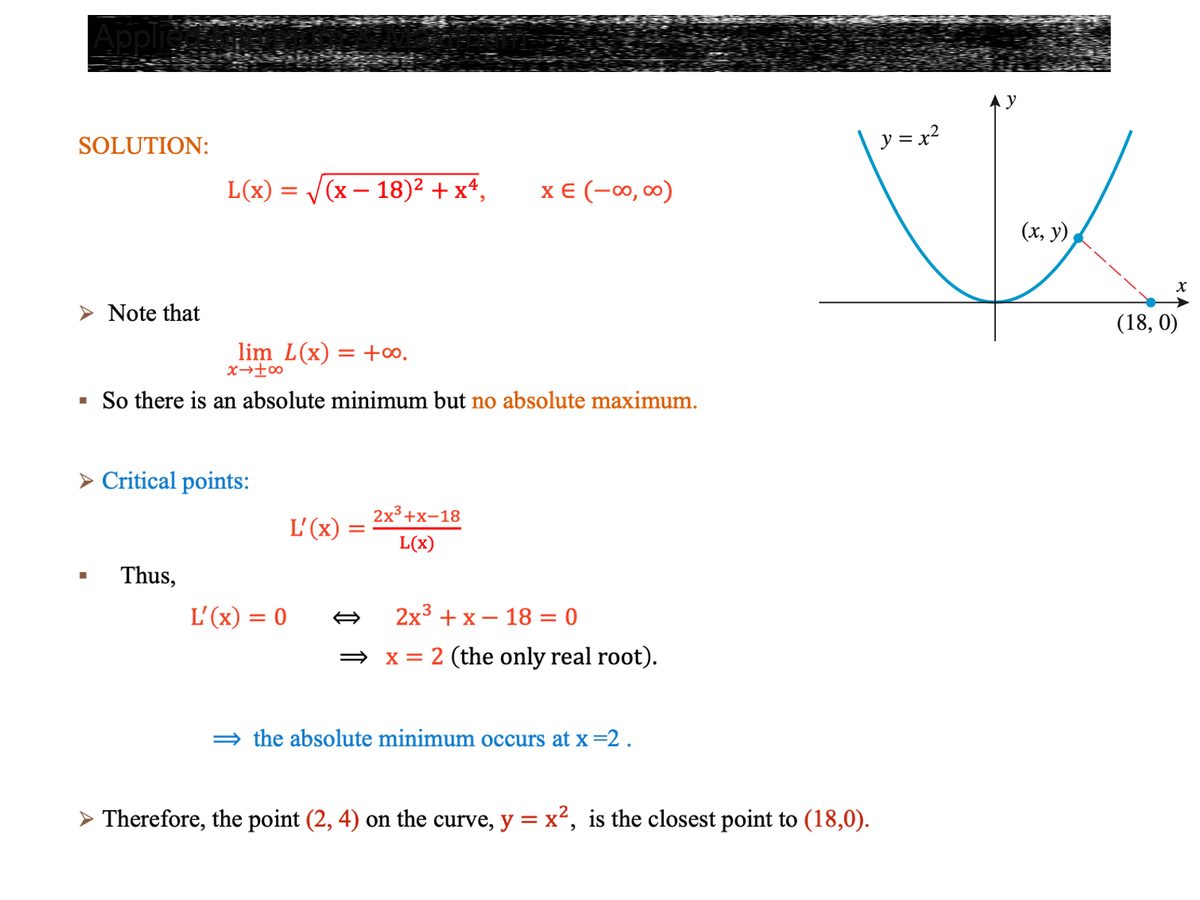 SOLUTION:
L(x) = √((x − 18)² + x⁴), x ∈ (−∞, ∞)
y
y = x²
(x, y)
x
(18, 0)
➢ Note that
lim L(x) = +∞.
x→±∞
▪ So there is an absolute minimum but no absolute maximum.
➢ Critical points:
L′(x) = (2x³+x−18)/L(x)
▪ Thus,
L′(x) = 0 ⇔ 2x³ + x − 18 = 0
⟹ x = 2 (the only real root).
⟹ the absolute minimum occurs at x =2 .
➢ Therefore, the point (2, 4) on the curve, y = x², is the closest point to (18,0).